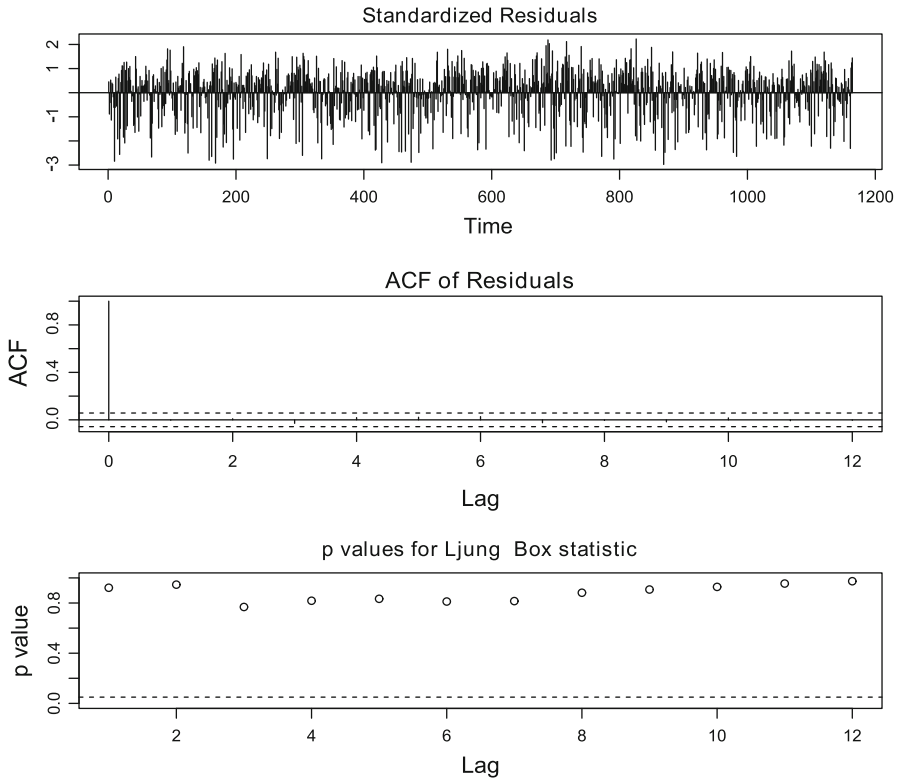 Standardized Residuals
2
1
-1
-3
0 200 400 600 800 1000 1200
Time
ACF of Residuals
ACF
0.8
0.4
0.0
0 2 4 6 8 10 12
Lag
p values for Ljung  Box statistic
p value
0.8
0.4
0.0
2 4 6 8 10 12
Lag